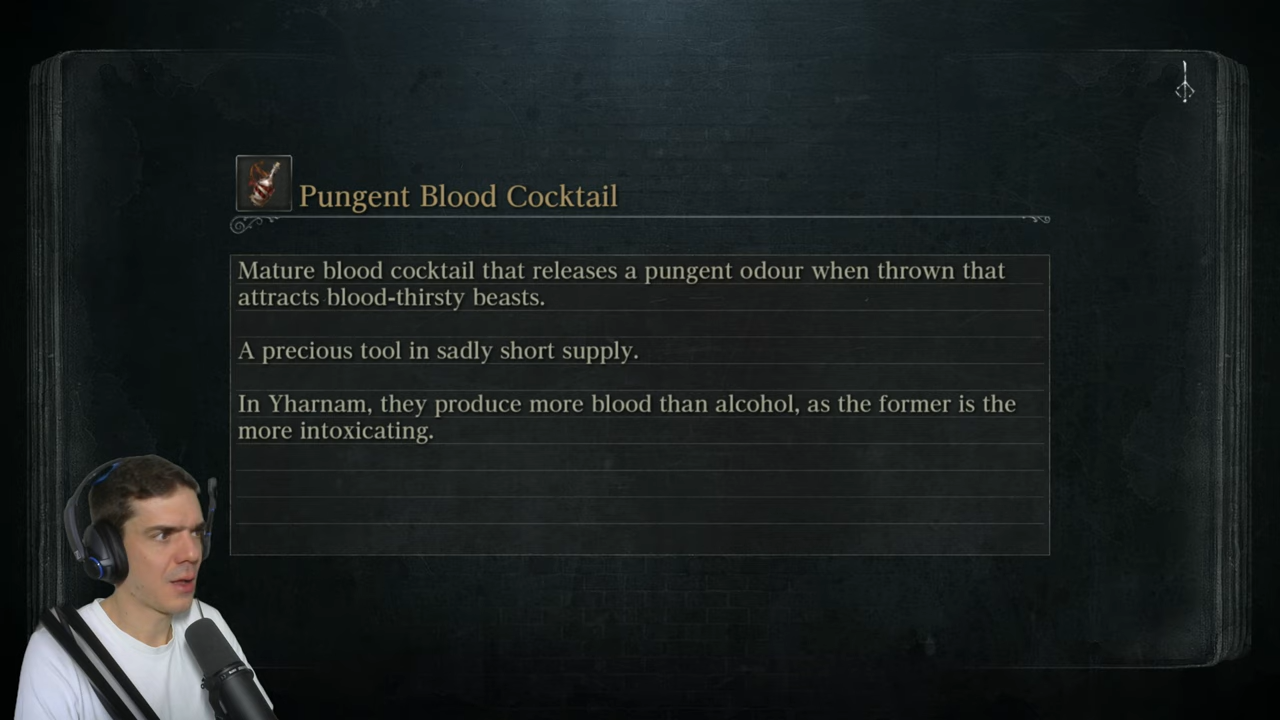 Pungent Blood Cocktail
Mature blood cocktail that releases a pungent odour when thrown that
attracts blood-thirsty beasts.
A precious tool in sadly short supply.
In Yharnam, they produce more blood than alcohol, as the former is the
more intoxicating.